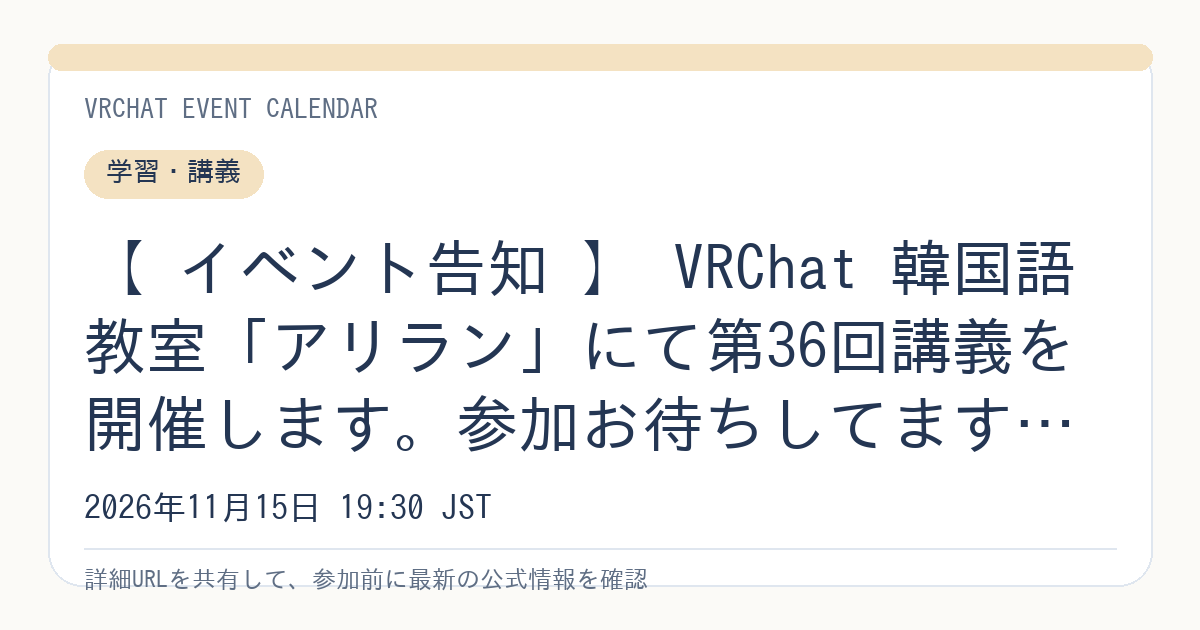 VRCHAT EVENT CALENDAR
学習・講義
【 イベント告知 】 VRChat 韓国語
教室「アリラン」にて第36回講義を
開催します。参加お待ちしてます…
2026年11月15日 19:30 JST
詳細URLを共有して、参加前に最新の公式情報を確認